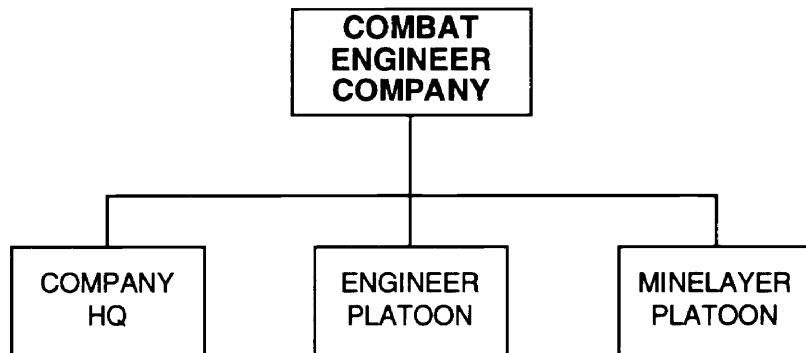 COMBAT
ENGINEER
COMPANY
COMPANY
HQ
ENGINEER
PLATOON
MINELAYER
PLATOON